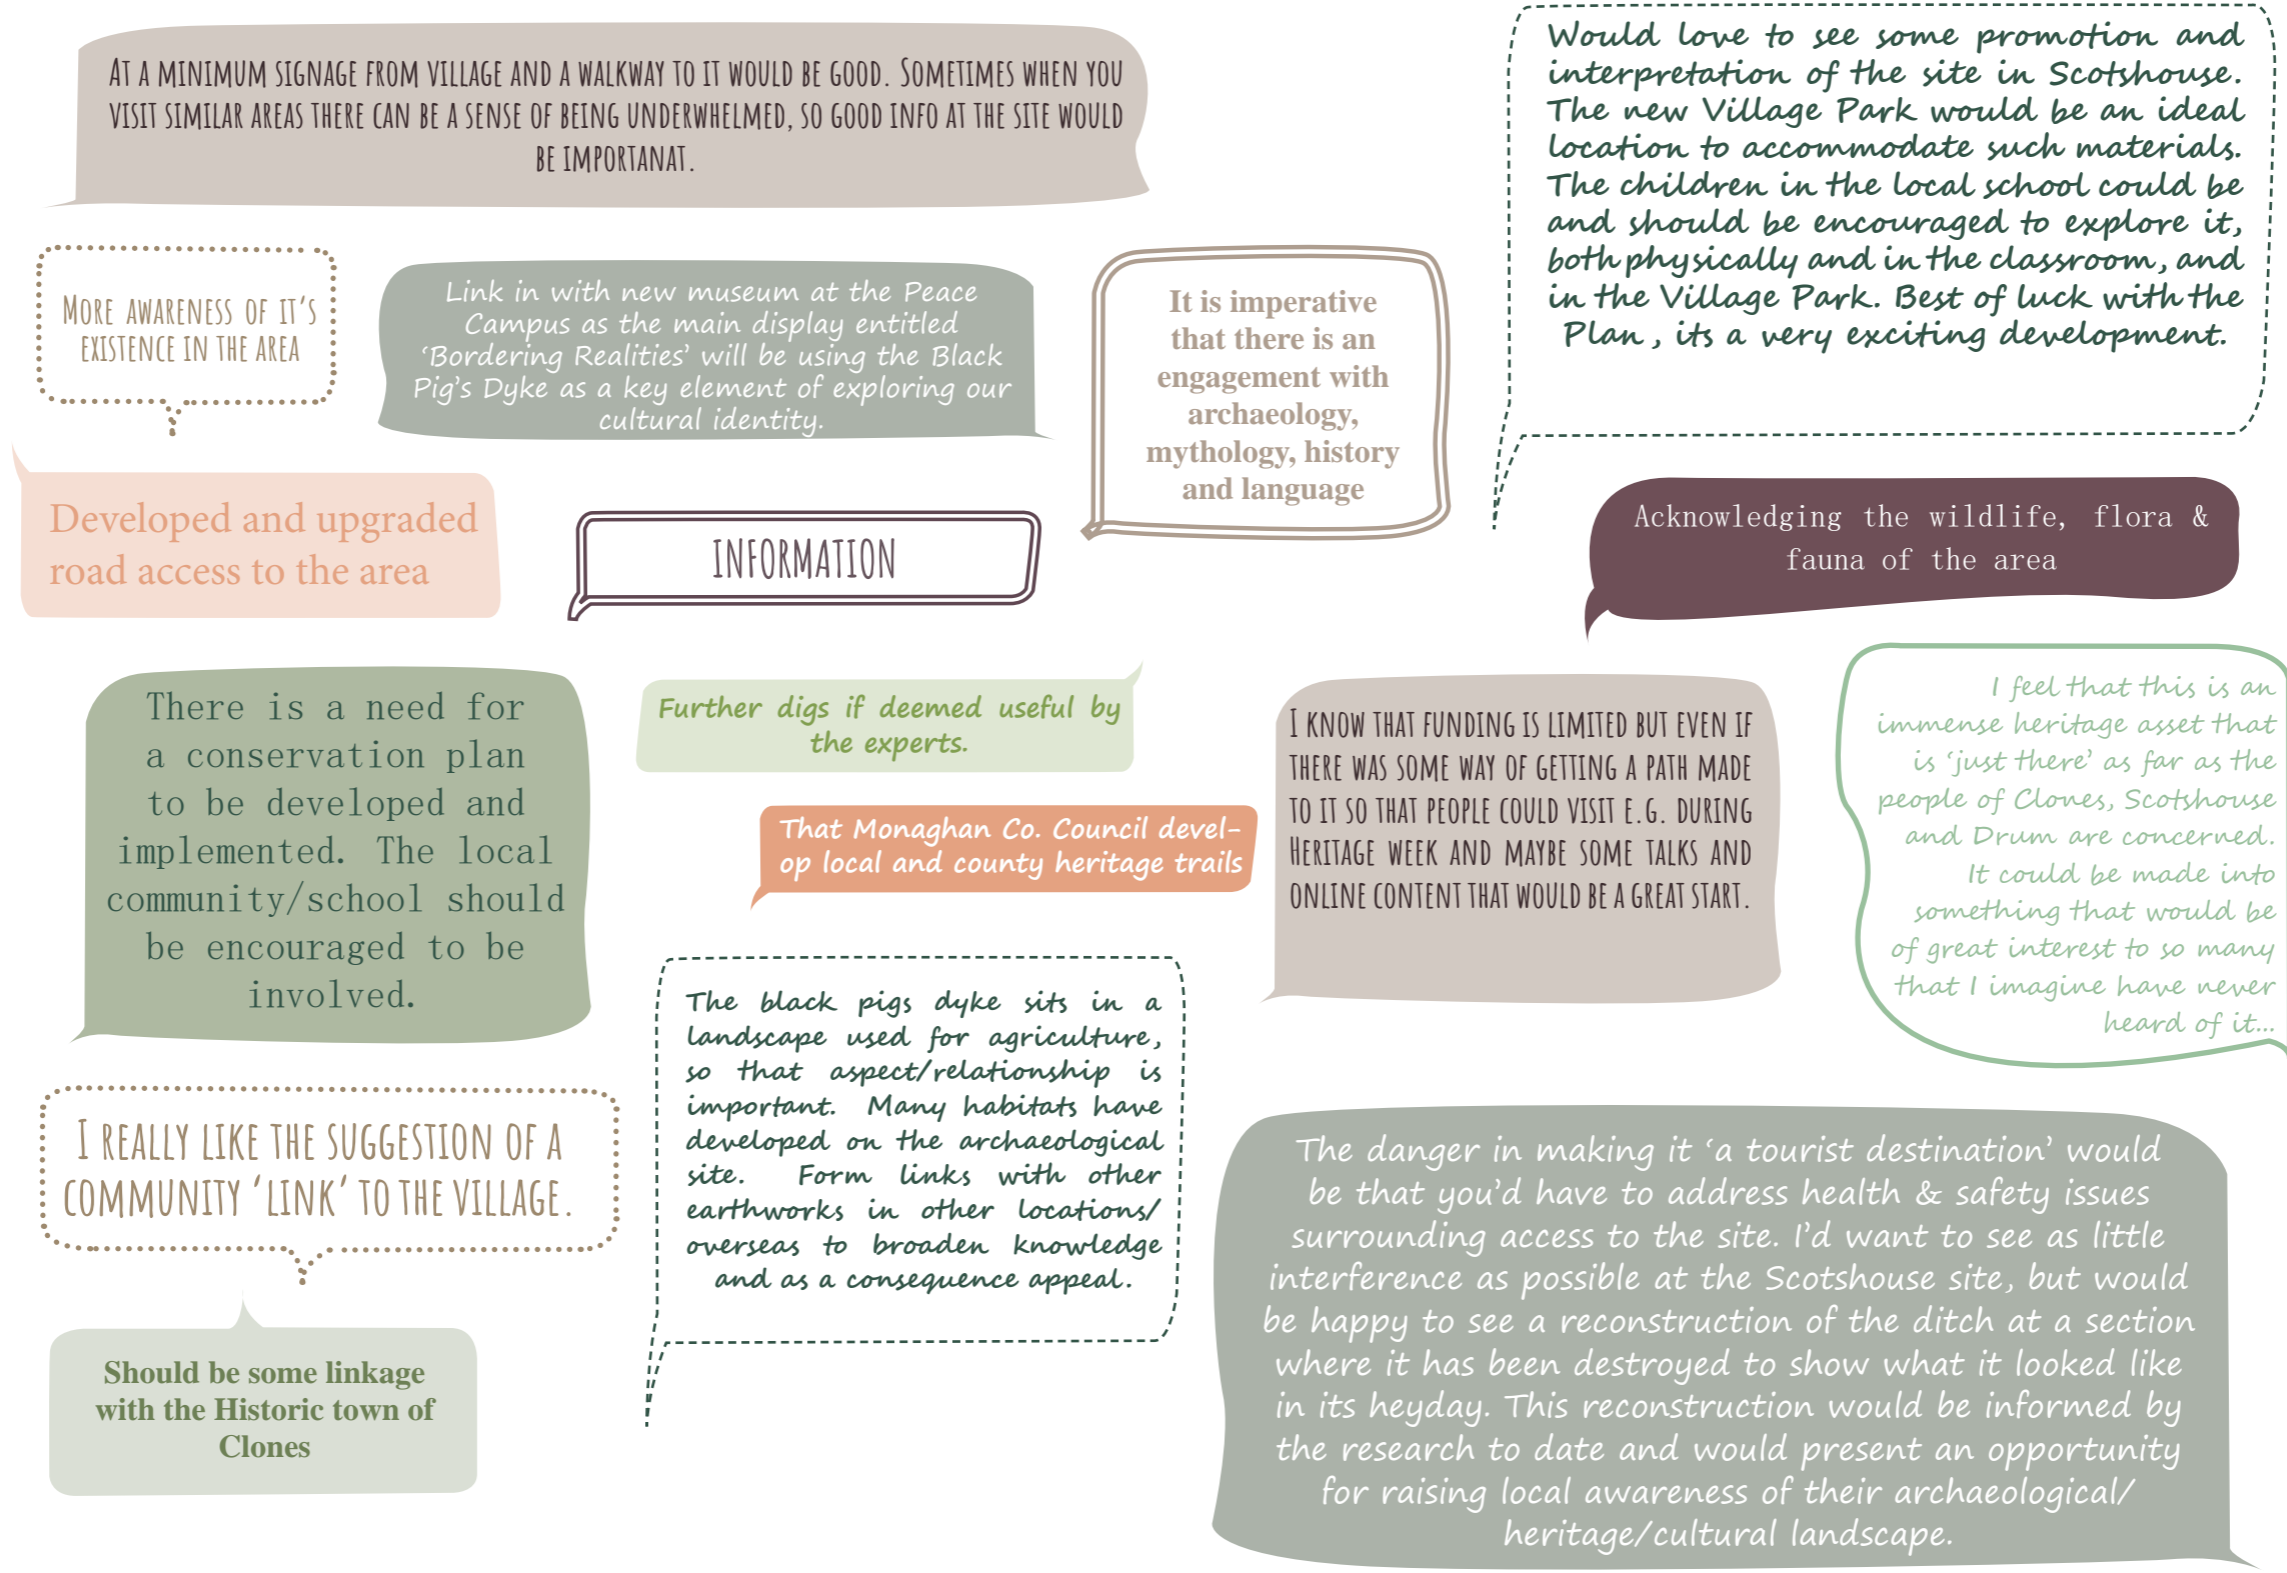 AT A MINIMUM SIGNAGE FROM VILLAGE AND A WALKWAY TO IT WOULD BE GOOD. SOMETIMES WHEN YOU
VISIT SIMILAR AREAS THERE CAN BE A SENSE OF BEING UNDERWHELMED, SO GOOD INFO AT THE SITE WOULD
BE IMPORTANAT.
Would love to see some promotion and
interpretation of the site in Scotshouse.
The new Village Park would be an ideal
location to accommodate such materials.
The children in the local school could be
and should be encouraged to explore it,
both physically and in the classroom, and
in the Village Park. Best of luck with the
Plan , its a very exciting development.
MORE AWARENESS OF IT'S
EXISTENCE IN THE AREA
Link in with new museum at the Peace
Campus as the main display entitled
‘Bordering Realities’ will be using the Black
Pig’s Dyke as a key element of exploring our
cultural identity.
It is imperative
that there is an
engagement with
archaeology,
mythology, history
and language
Developed and upgraded
road access to the area
INFORMATION
Acknowledging the wildlife, flora &
fauna of the area
There is a need for
a conservation plan
to be developed and
implemented. The local
community/school should
be encouraged to be
involved.
Further digs if deemed useful by
the experts.
That Monaghan Co. Council devel-
op local and county heritage trails
I KNOW THAT FUNDING IS LIMITED BUT EVEN IF
THERE WAS SOME WAY OF GETTING A PATH MADE
TO IT SO THAT PEOPLE COULD VISIT E.G. DURING
HERITAGE WEEK AND MAYBE SOME TALKS AND
ONLINE CONTENT THAT WOULD BE A GREAT START.
I feel that this is an
immense heritage asset that
is ‘just there’ as far as the
people of Clones, Scotshouse
and Drum are concerned.
It could be made into
something that would be
of great interest to so many
that I imagine have never
heard of it...
The black pigs dyke sits in a
landscape used for agriculture,
so that aspect/relationship is
important. Many habitats have
developed on the archaeological
site. Form links with other
earthworks in other locations/
overseas to broaden knowledge
and as a consequence appeal.
I REALLY LIKE THE SUGGESTION OF A
COMMUNITY ‘LINK’ TO THE VILLAGE.
Should be some linkage
with the Historic town of
Clones
The danger in making it ‘a tourist destination’ would
be that you’d have to address health & safety issues
surrounding access to the site. I’d want to see as little
interference as possible at the Scotshouse site, but would
be happy to see a reconstruction of the ditch at a section
where it has been destroyed to show what it looked like
in its heyday. This reconstruction would be informed by
the research to date and would present an opportunity
for raising local awareness of their archaeological/
heritage/cultural landscape.